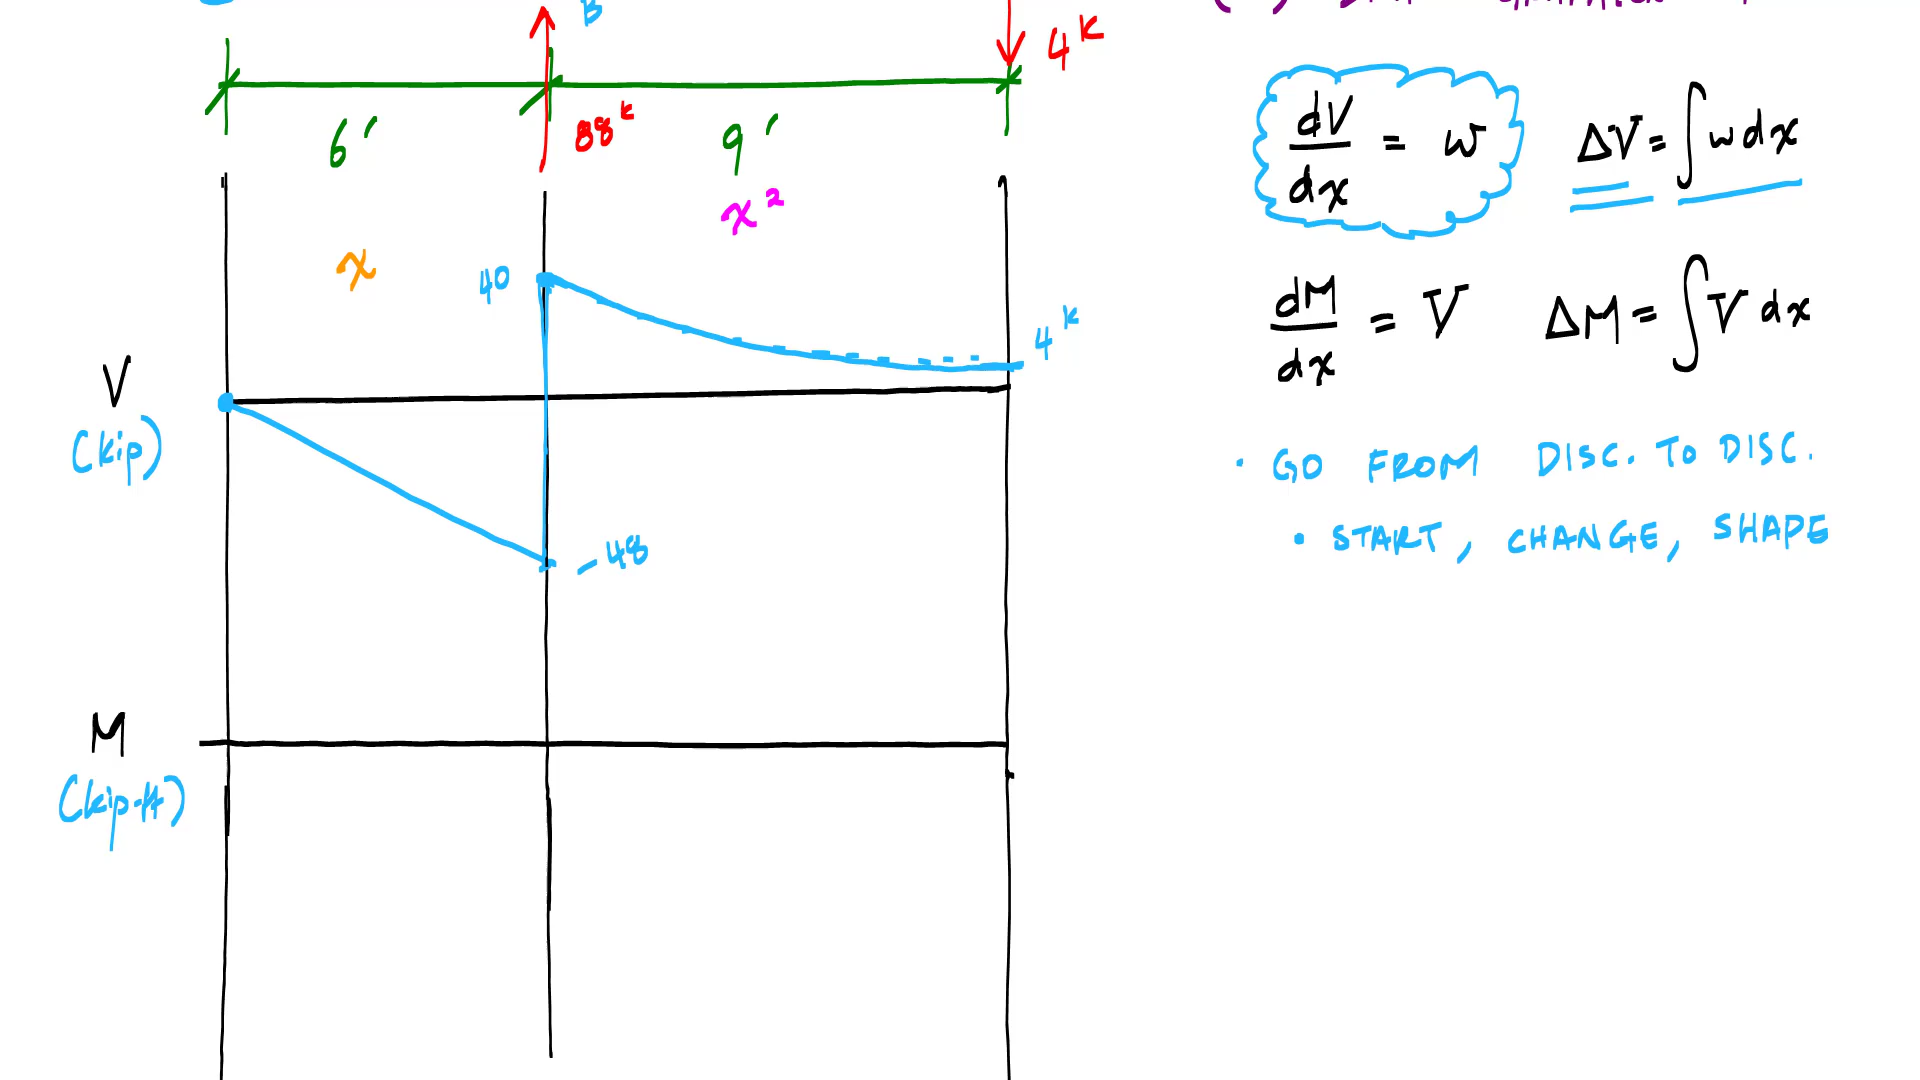 B
4ᵏ
6′
88ᵏ
9′
x
x²
40
4ᵏ
V
(kip)
-48
M
(kip-ft)
dV/dx = w
ΔV = ∫w dx
dM/dx = V
ΔM = ∫V dx
· GO FROM DISC. TO DISC.
· START, CHANGE, SHAPE